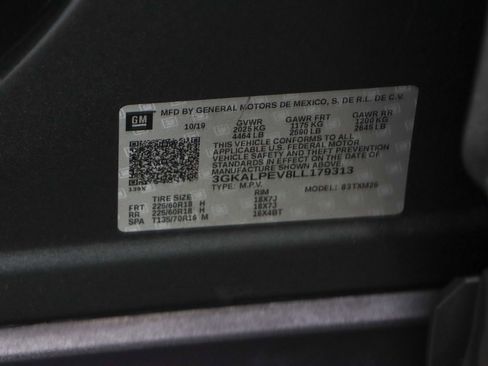 MFD BY GENERAL MOTORS DE MEXICO, S. DE R.L. DE C.V.
GM 10/19 GVWR GAWR FRT GAWR RR
2025 KG 1175 KG 1200 KG
4464 LB 2590 LB 2645 LB
THIS VEHICLE CONFORMS TO ALL
APPLICABLE U.S. FEDERAL MOTOR
VEHICLE SAFETY AND THEFT PREVENTION
STANDARDS IN EFFECT ON THE DATE OF
MANUFACTURE SHOWN ABOVE.
3GKALPEV8LL179313
TYPE: M.P.V. MODEL: 63TXM26
TIRE SIZE RIM
FRT 225/60R18 H 18X7J
RR 225/60R18 H 18X7J
SPA T135/70R16 M 16X4BT